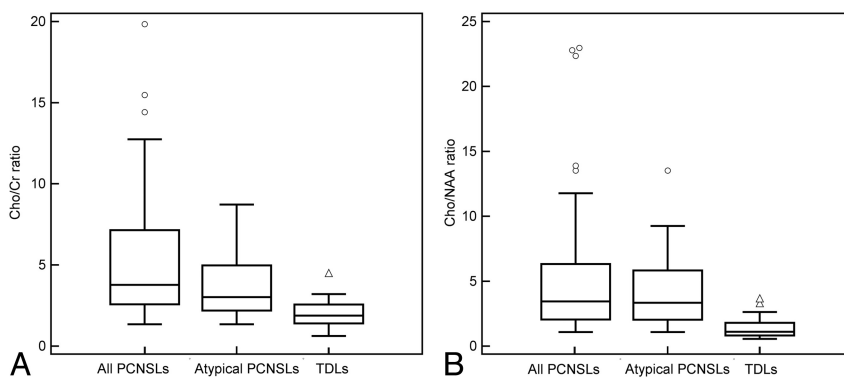 20
15
10
5
0
Cho/Cr ratio
All PCNSLs Atypical PCNSLs TDLs
A
25
20
15
10
5
0
Cho/NAA ratio
All PCNSLs Atypical PCNSLs TDLs
B